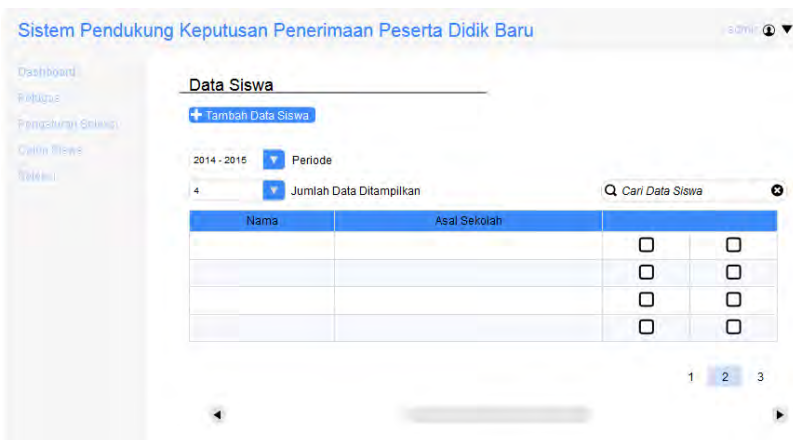 Sistem Pendukung Keputusan Penerimaan Peserta Didik Baru
admin
Dashboard
Petugas
Pengaturan Seleksi
Calon Siswa
Seleksi
Data Siswa
Tambah Data Siswa
2014 - 2015 Periode
4 Jumlah Data Ditampilkan
Cari Data Siswa
Nama Asal Sekolah
1 2 3